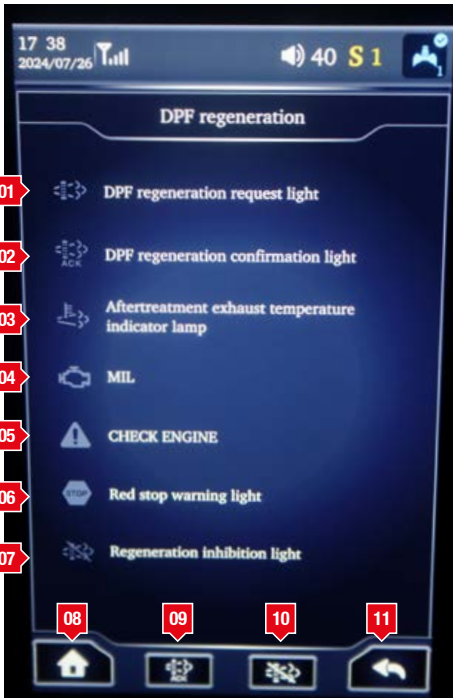 17 38
2024/07/26
40 S 1
1
DPF regeneration
01
DPF regeneration request light
02
ACK
DPF regeneration confirmation light
03
Aftertreatment exhaust temperature
indicator lamp
04
MIL
05
CHECK ENGINE
06
STOP
Red stop warning light
07
Regeneration inhibition light
08
09
10
11
ACK